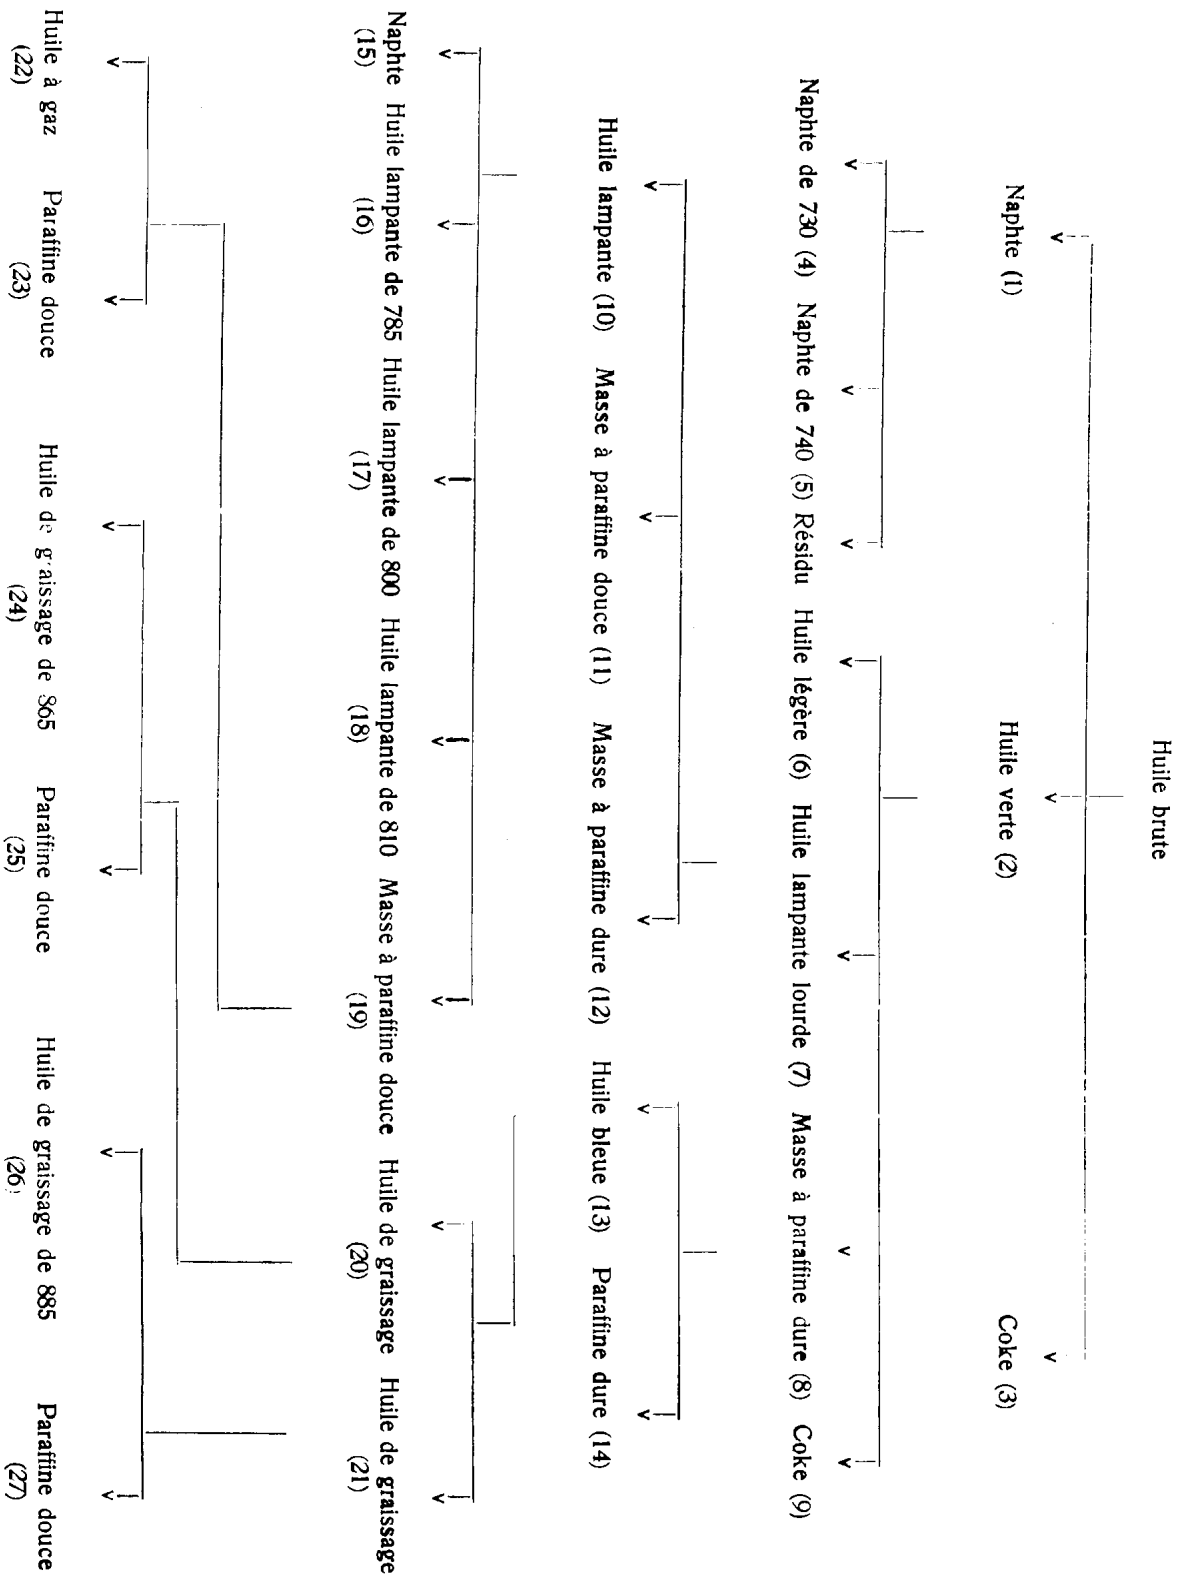 Huile brute
Naphte (1) Huile verte (2) Coke (3)
Naphte de 730 (4) Naphte de 740 (5) Résidu Huile légère (6) Huile lampante lourde (7) Masse à paraffine dure (8) Coke (9)
Huile lampante (10) Masse à paraffine douce (11) Masse à paraffine dure (12) Huile bleue (13) Paraffine dure (14)
Naphte Huile lampante de 785 Huile lampante de 800 Huile lampante de 810 Masse à paraffine douce Huile de graissage Huile de graissage
(15) (16) (17) (18) (19) (20) (21)
Huile à gaz Paraffine douce Huile de graissage de 865 Paraffine douce Huile de graissage de 885 Paraffine douce
(22) (23) (24) (25) (26) (27)